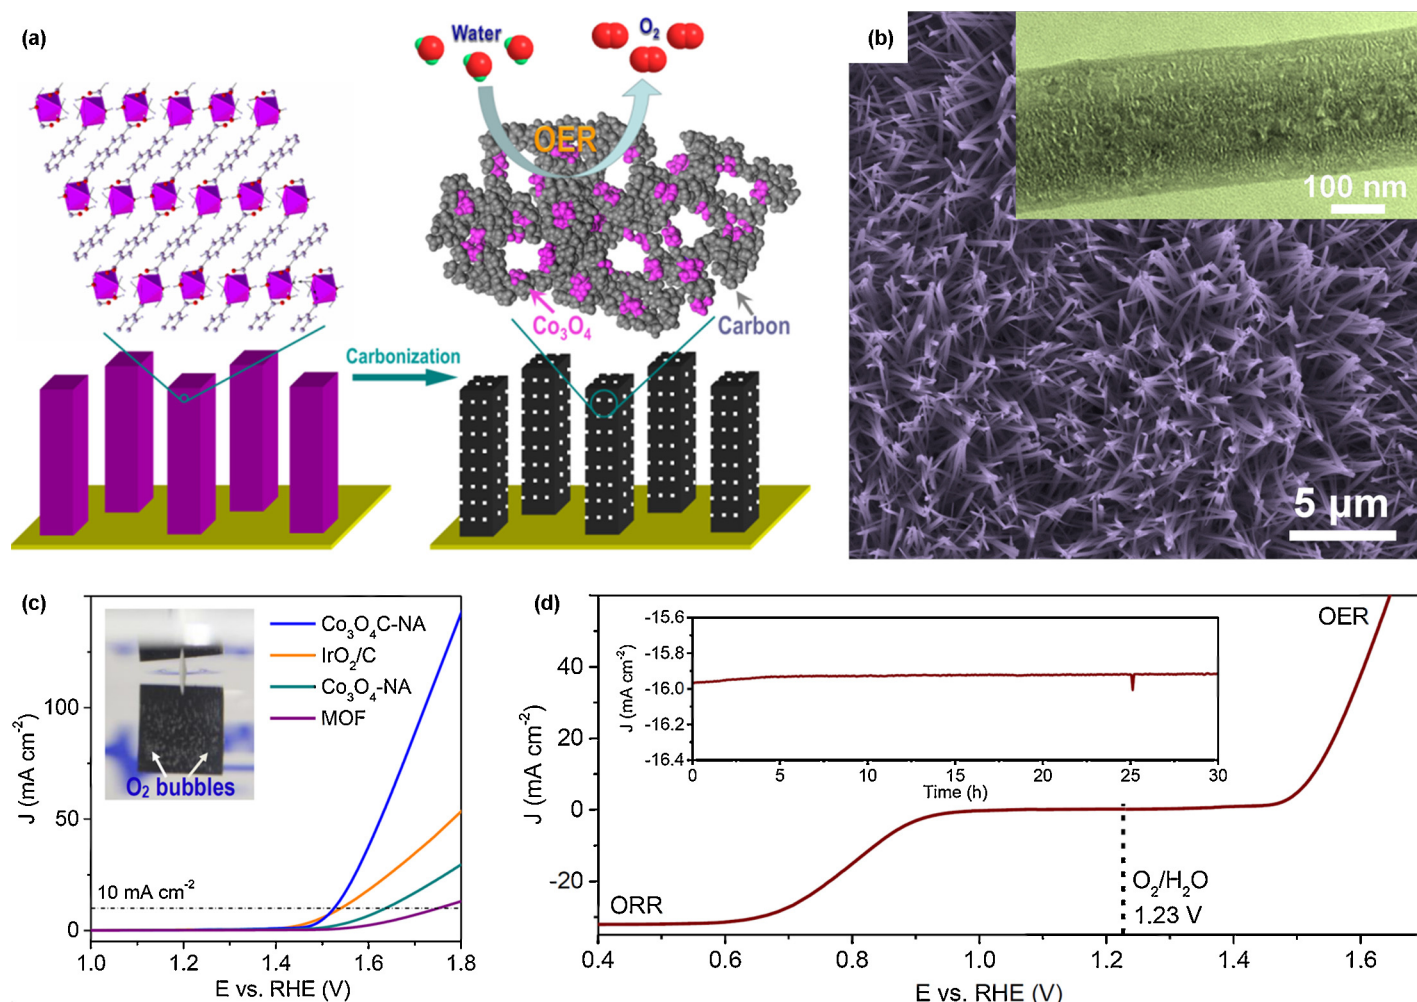 (a)
Water
O₂
OER
Co₃O₄
Carbon
Carbonization
(b)
100 nm
5 μm
(c)
J (mA cm⁻²)
100
50
0
Co₃O₄C-NA
IrO₂/C
Co₃O₄-NA
MOF
O₂ bubbles
10 mA cm⁻²
1.0 1.2 1.4 1.6 1.8
E vs. RHE (V)
(d)
J (mA cm⁻²)
40
20
0
-20
OER
J (mA cm⁻²)
-15.6
-15.8
-16.0
-16.2
-16.4
0 5 10 15 20 25 30
Time (h)
O₂/H₂O
1.23 V
ORR
0.4 0.6 0.8 1.0 1.2 1.4 1.6
E vs. RHE (V)